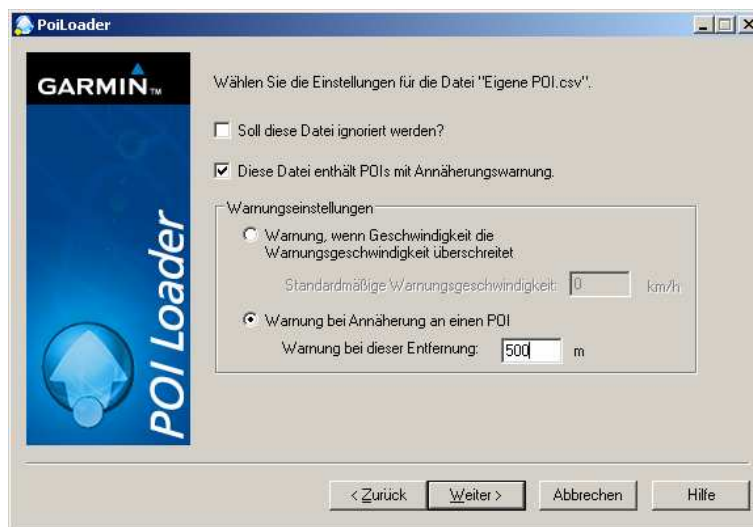 PoiLoader
GARMIN™
POI Loader
Wählen Sie die Einstellungen für die Datei "Eigene POI.csv".
Soll diese Datei ignoriert werden?
Diese Datei enthält POIs mit Annäherungswarnung.
Warnungseinstellungen
Warnung, wenn Geschwindigkeit die
Warnungsgeschwindigkeit überschreitet
Standardmäßige Warnungsgeschwindigkeit: 0 km/h
Warnung bei Annäherung an einen POI
Warnung bei dieser Entfernung: 500 m
< Zurück Weiter > Abbrechen Hilfe